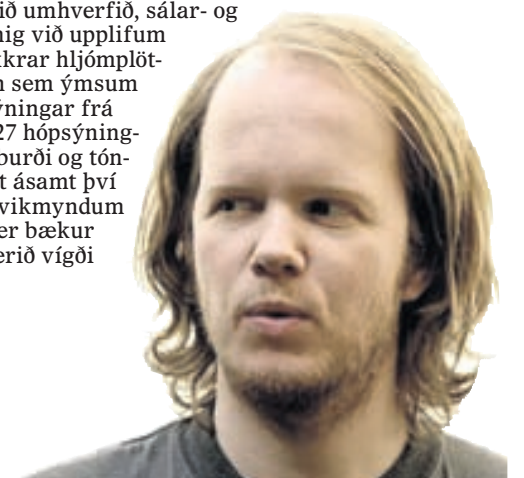 ið umhverfið, sálar- og
nig við upplifum
kkrar hljómplöt-
n sem ýmsum
ýningar frá
27 hópsýning-
burði og tón-
t ásamt því
vikmyndum
er bækur
erið vígði